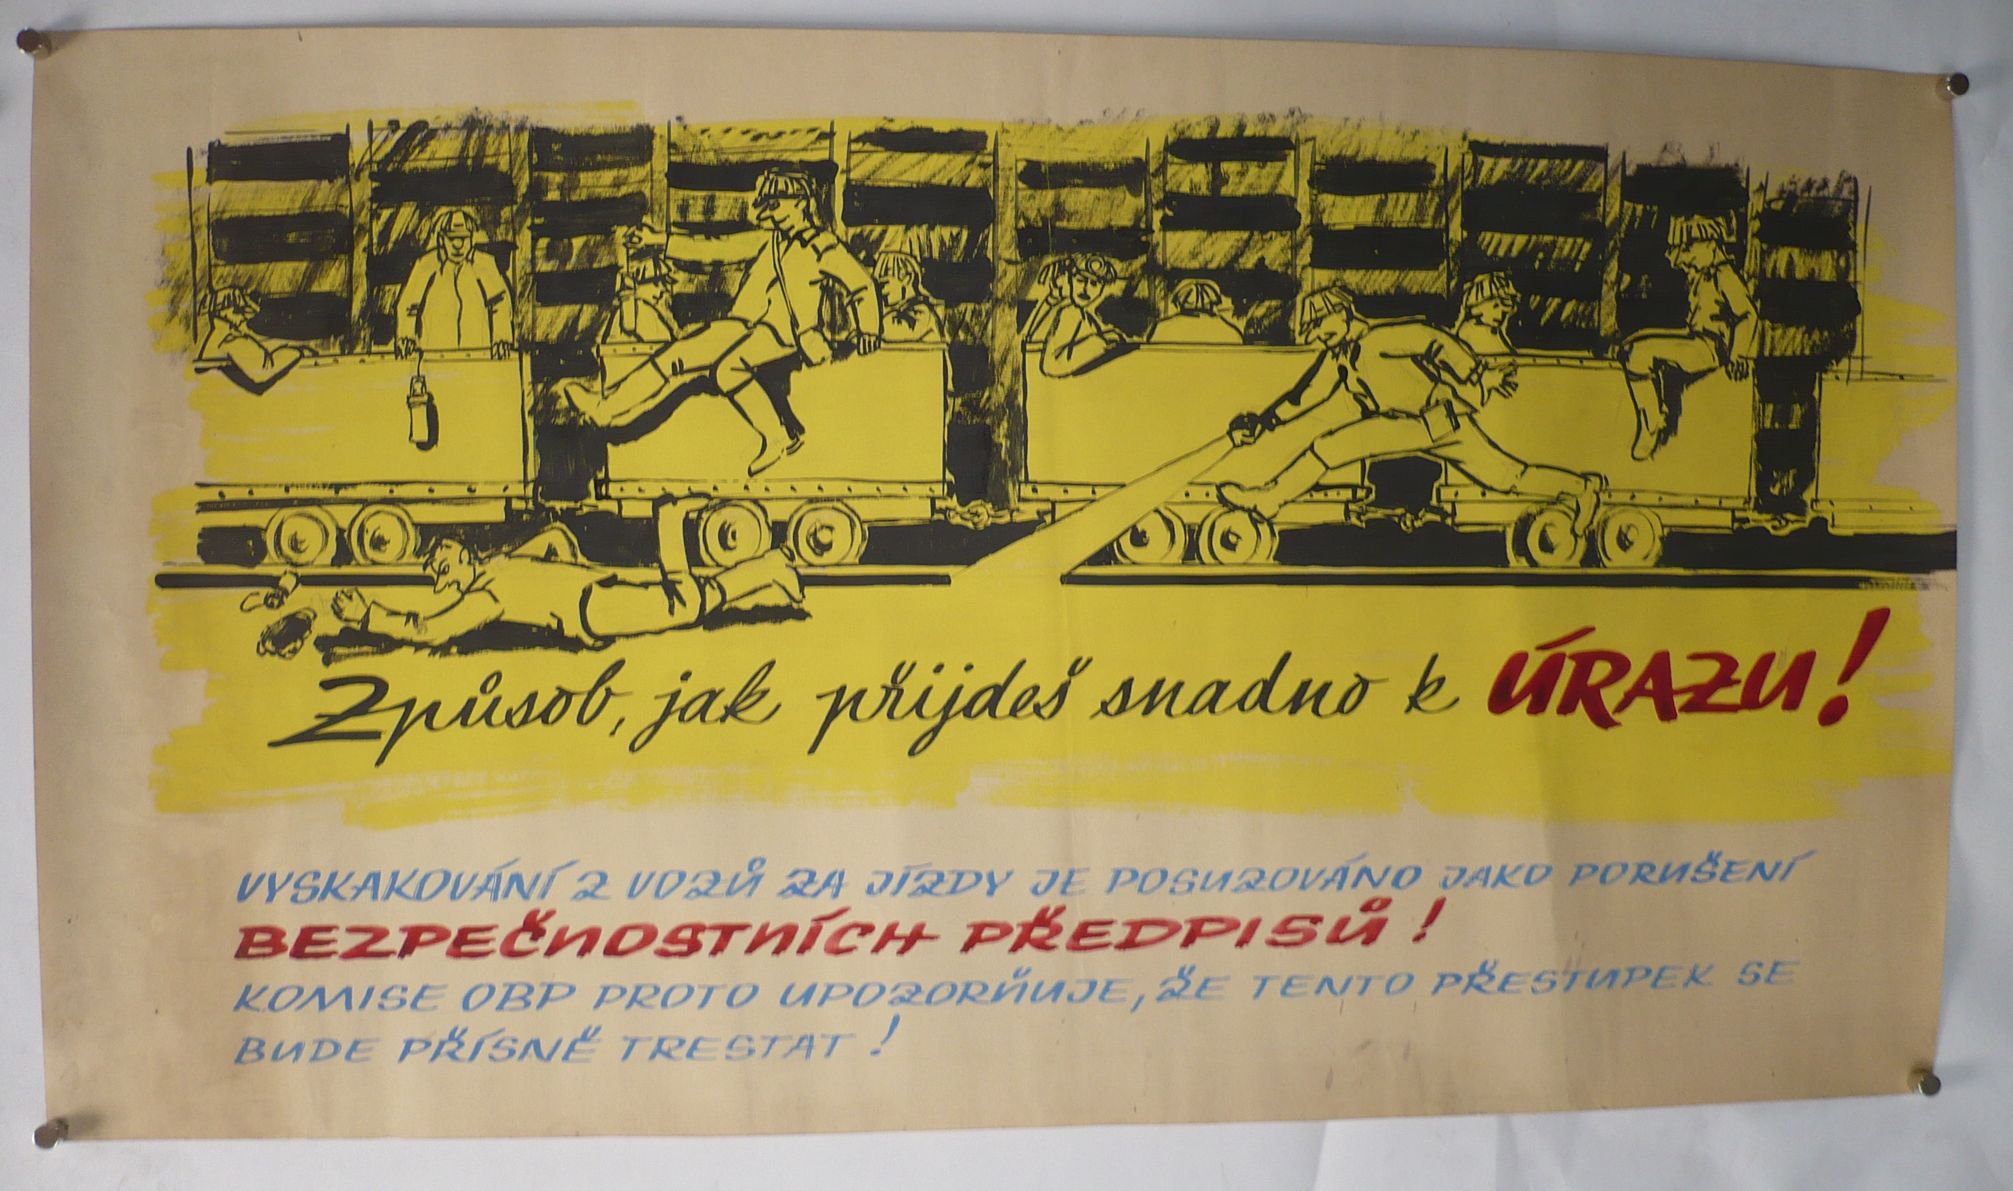 Způsob, jak přijdeš snadno k ÚRAZU!
VYSKAKOVÁNÍ Z VOZŮ ZA JÍZDY JE POSUZOVÁNO JAKO PORUŠENÍ
BEZPEČNOSTNÍCH PŘEDPISŮ!
KOMISE OBP PROTO UPOZORŇUJE, ŽE TENTO PŘESTUPEK SE
BUDE PŘÍSNĚ TRESTAT!